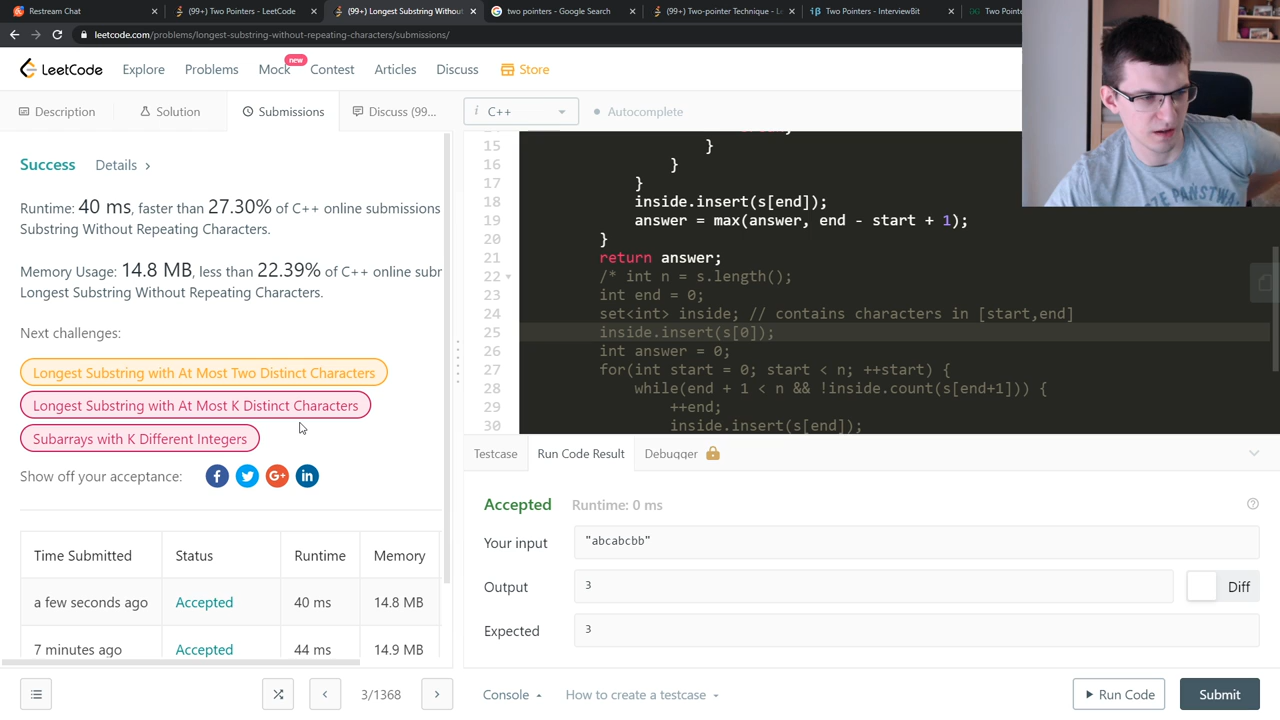 Restream Chat
(99+) Two Pointers - LeetCode
(99+) Longest Substring Withou
two pointers - Google Search
(99+) Two-pointer Technique - L
Two Pointers - InterviewBit
Two Point
leetcode.com/problems/longest-substring-without-repeating-characters/submissions/
LeetCode
Explore
Problems
Mock
new
Contest
Articles
Discuss
Store
Description
Solution
Submissions
Discuss (99...
i C++
Autocomplete
Success
Details >
Runtime: 40 ms, faster than 27.30% of C++ online submissions
Substring Without Repeating Characters.
Memory Usage: 14.8 MB, less than 22.39% of C++ online subr
Longest Substring Without Repeating Characters.
Next challenges:
Longest Substring with At Most Two Distinct Characters
Longest Substring with At Most K Distinct Characters
Subarrays with K Different Integers
Show off your acceptance:
Time Submitted Status Runtime Memory
a few seconds ago Accepted 40 ms 14.8 MB
7 minutes ago Accepted 44 ms 14.9 MB
15 }
16 }
17 }
18 inside.insert(s[end]);
19 answer = max(answer, end - start + 1);
20 }
21 return answer;
22 /* int n = s.length();
23 int end = 0;
24 set<int> inside; // contains characters in [start,end]
25 inside.insert(s[0]);
26 int answer = 0;
27 for(int start = 0; start < n; ++start) {
28 while(end + 1 < n && !inside.count(s[end+1])) {
29 ++end;
30 inside.insert(s[end]);
Testcase
Run Code Result
Debugger
Accepted
Runtime: 0 ms
Your input
"abcabcbb"
Output
3
Diff
Expected
3
3/1368
Console
How to create a testcase
Run Code
Submit